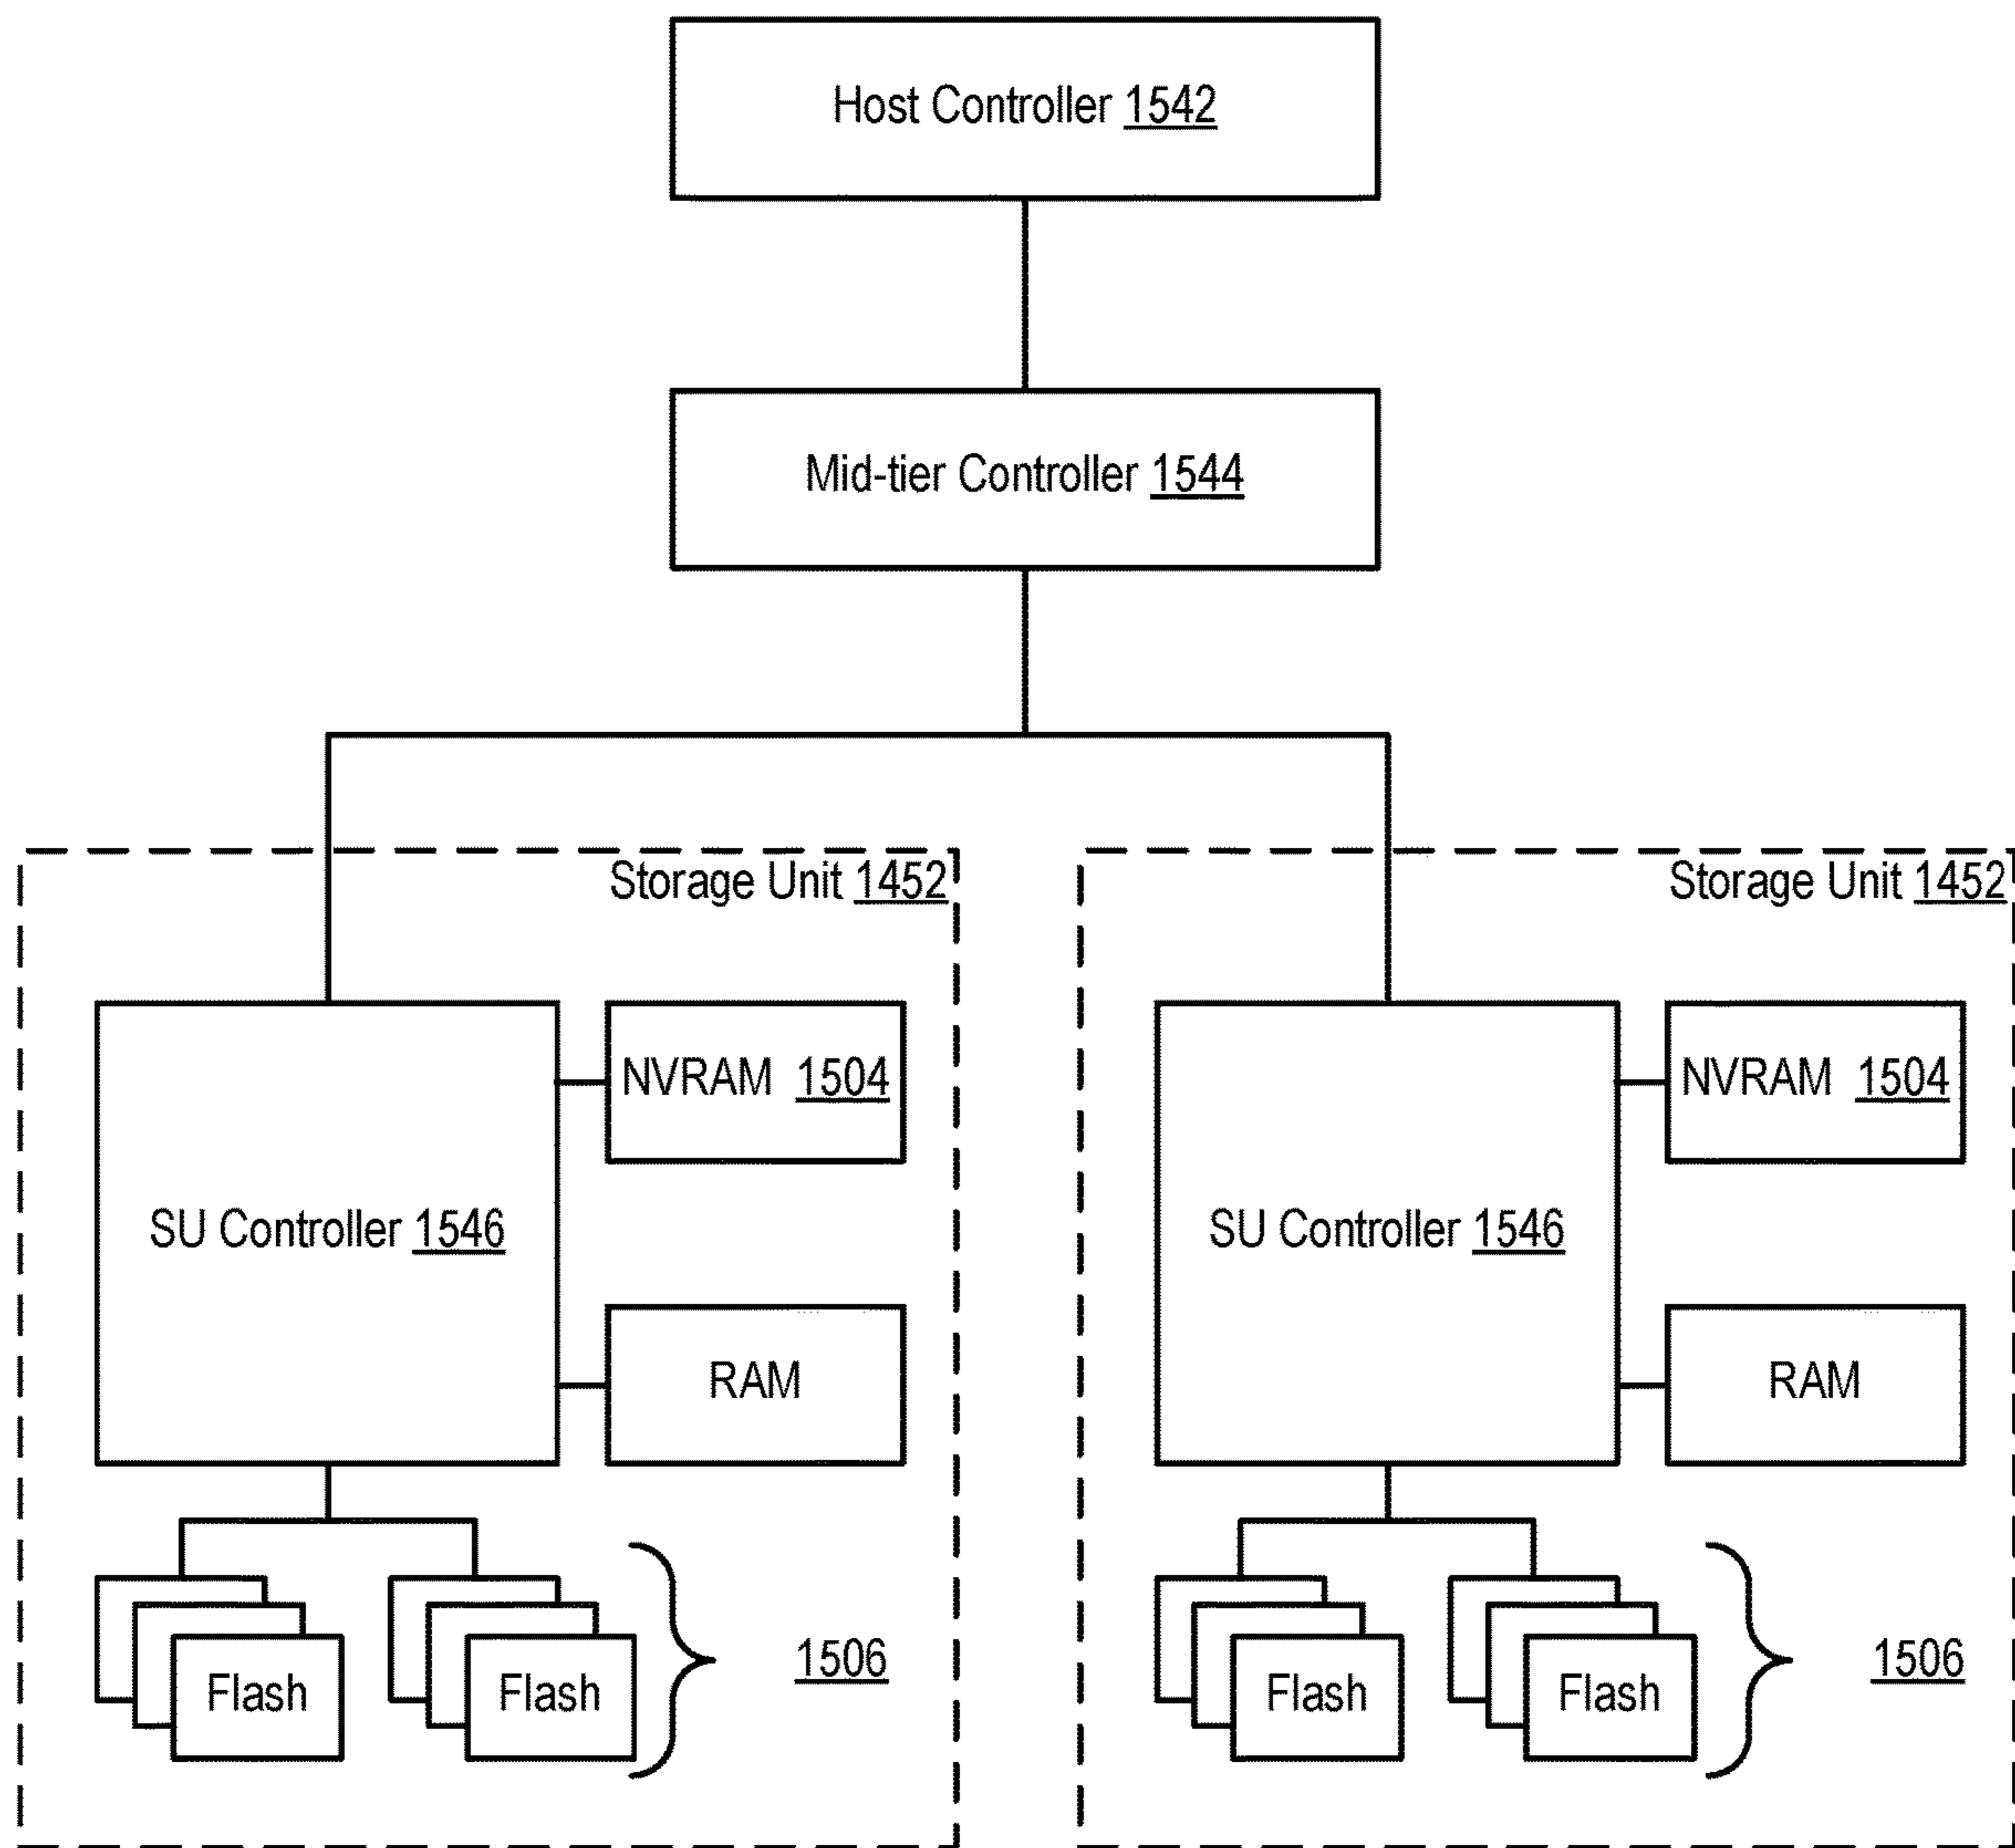 Host Controller 1542
Mid-tier Controller 1544
Storage Unit 1452
Storage Unit 1452
NVRAM 1504
NVRAM 1504
SU Controller 1546
SU Controller 1546
RAM
RAM
1506
1506
Flash
Flash
Flash
Flash